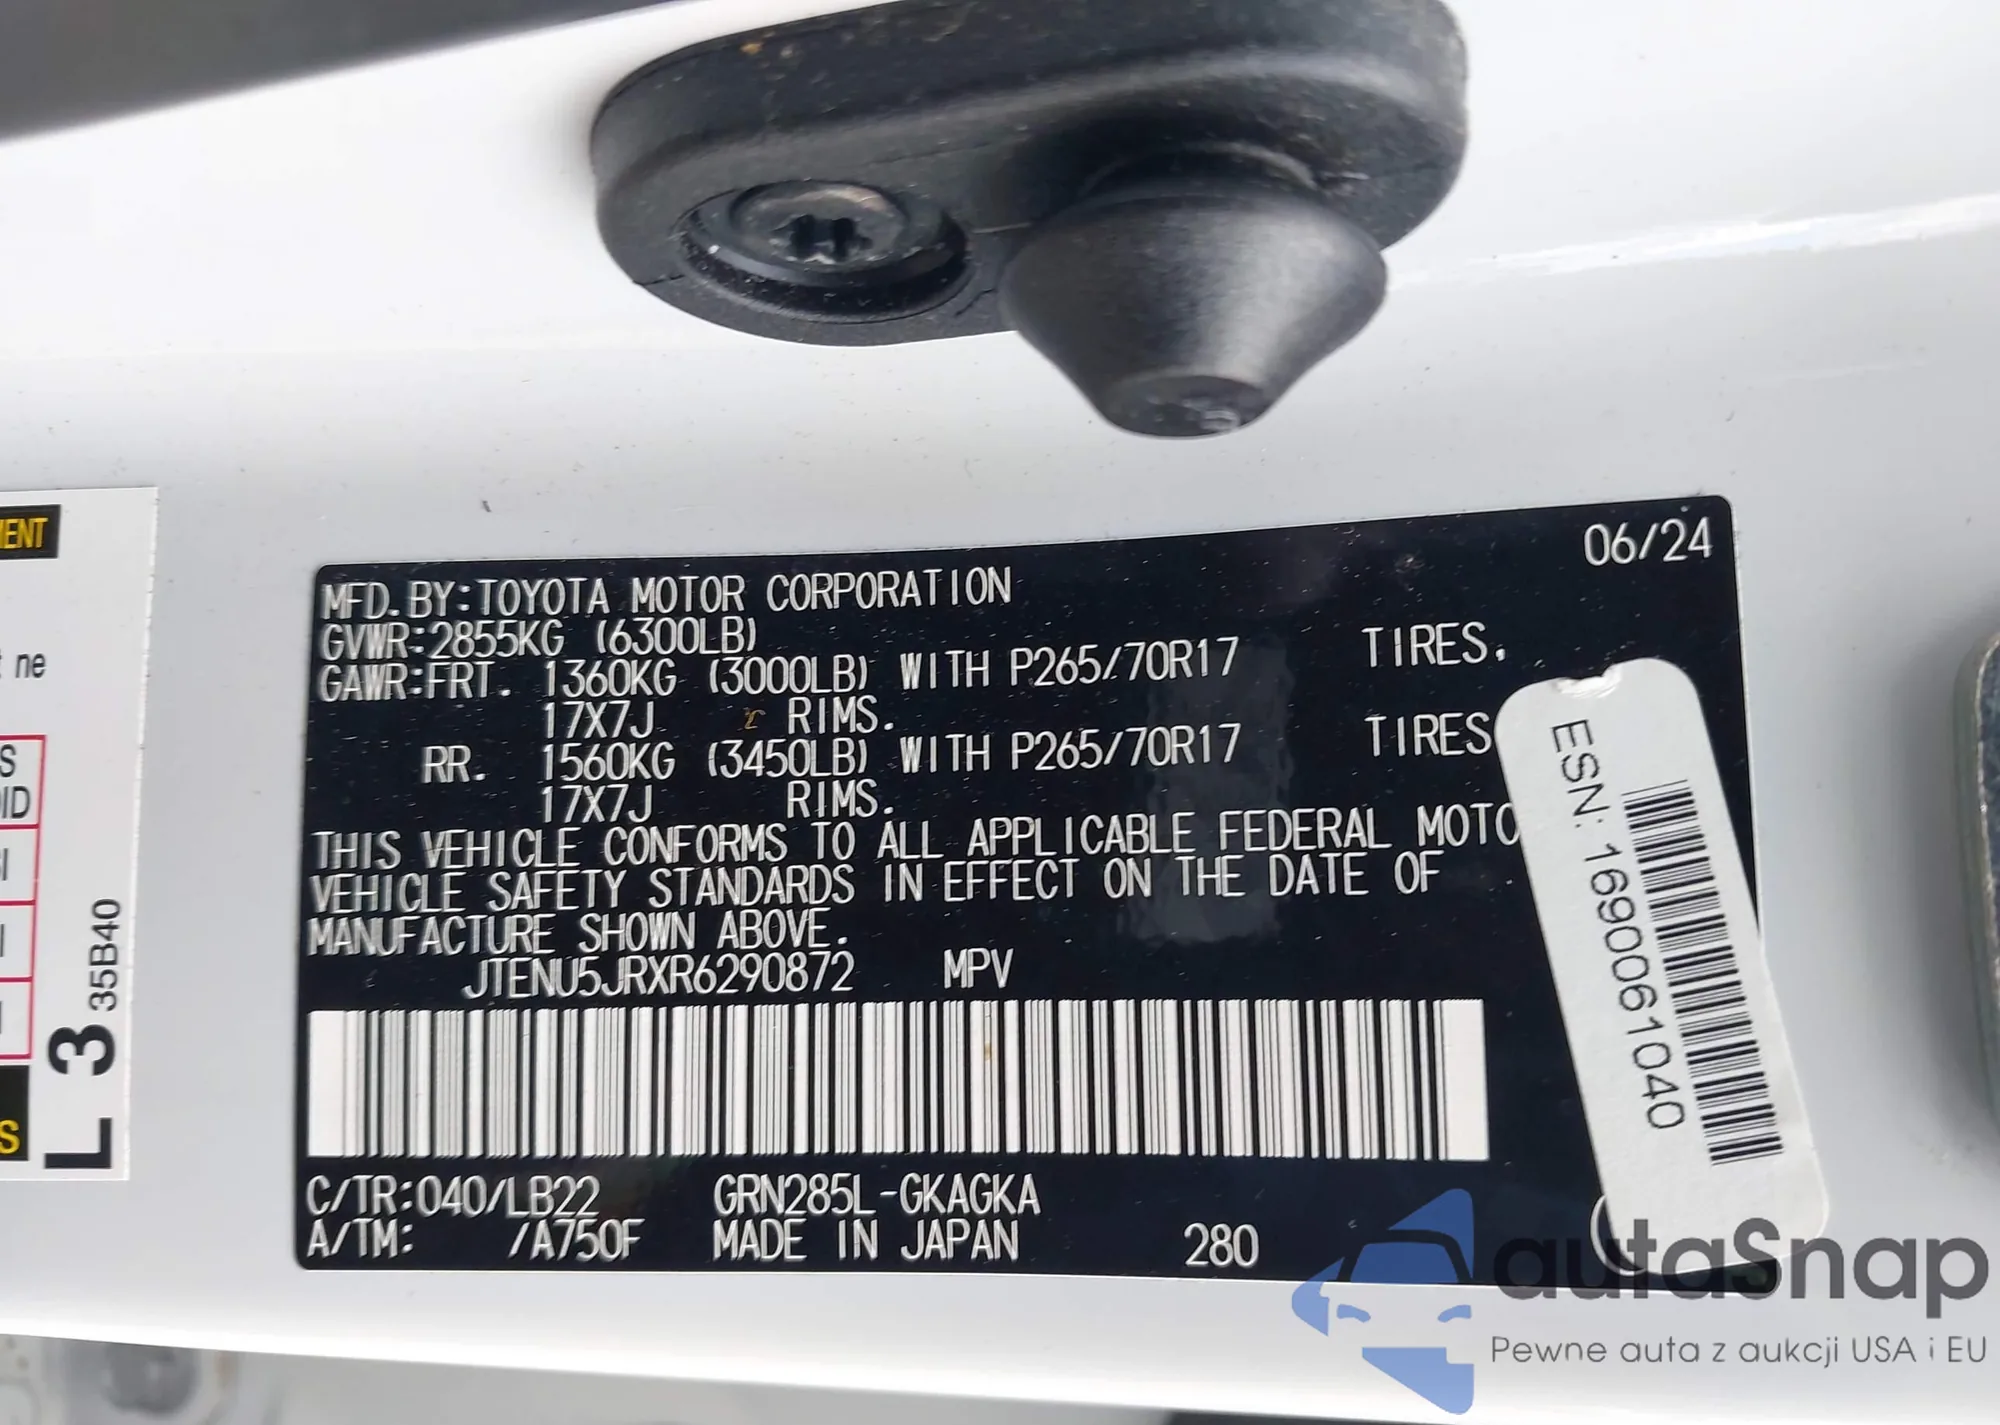 06/24
MFD.BY:TOYOTA MOTOR CORPORATION
GVWR:2855KG (6300LB)
GAWR:FRT. 1360KG (3000LB) WITH P265/70R17 TIRES,
17X7J RIMS.
RR. 1560KG (3450LB) WITH P265/70R17 TIRES
17X7J RIMS.
THIS VEHICLE CONFORMS TO ALL APPLICABLE FEDERAL MOTO
VEHICLE SAFETY STANDARDS IN EFFECT ON THE DATE OF
MANUFACTURE SHOWN ABOVE.
JTENU5JRXR6290872 MPV
C/TR:040/LB22 GRN285L-GKAGKA
A/TM: /A750F MADE IN JAPAN 280
ESN: 1690061040
ne
L 3 35B40
autaSnap
Pewne auta z aukcji USA i EU